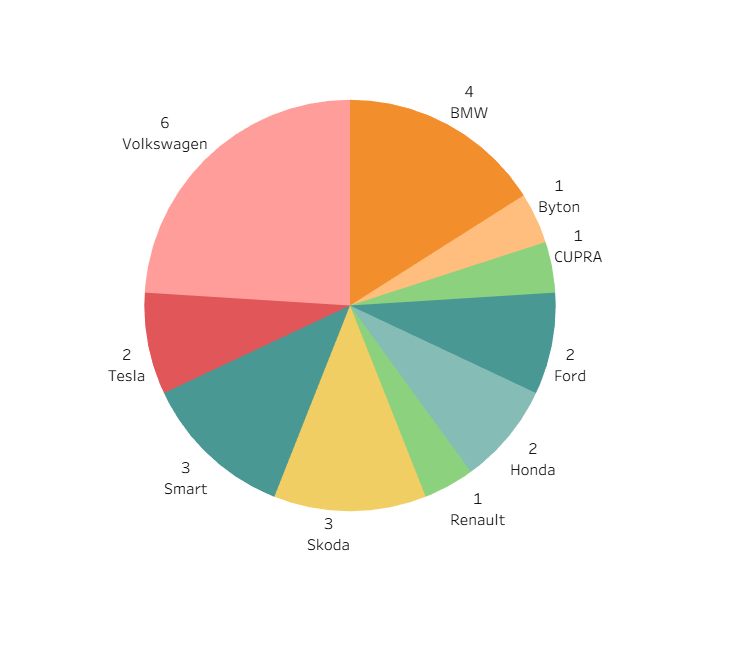 4
BMW
6
Volkswagen
1
Byton
1
CUPRA
2
Tesla
2
Ford
2
Honda
3
Smart
1
Renault
3
Skoda